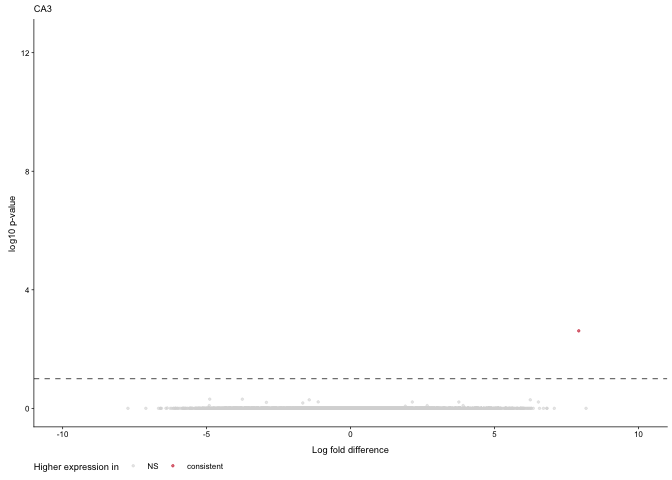 CA3
12
8
4
0
log10 p-value
-10 -5 0 5 10
Log fold difference
Higher expression in NS consistent